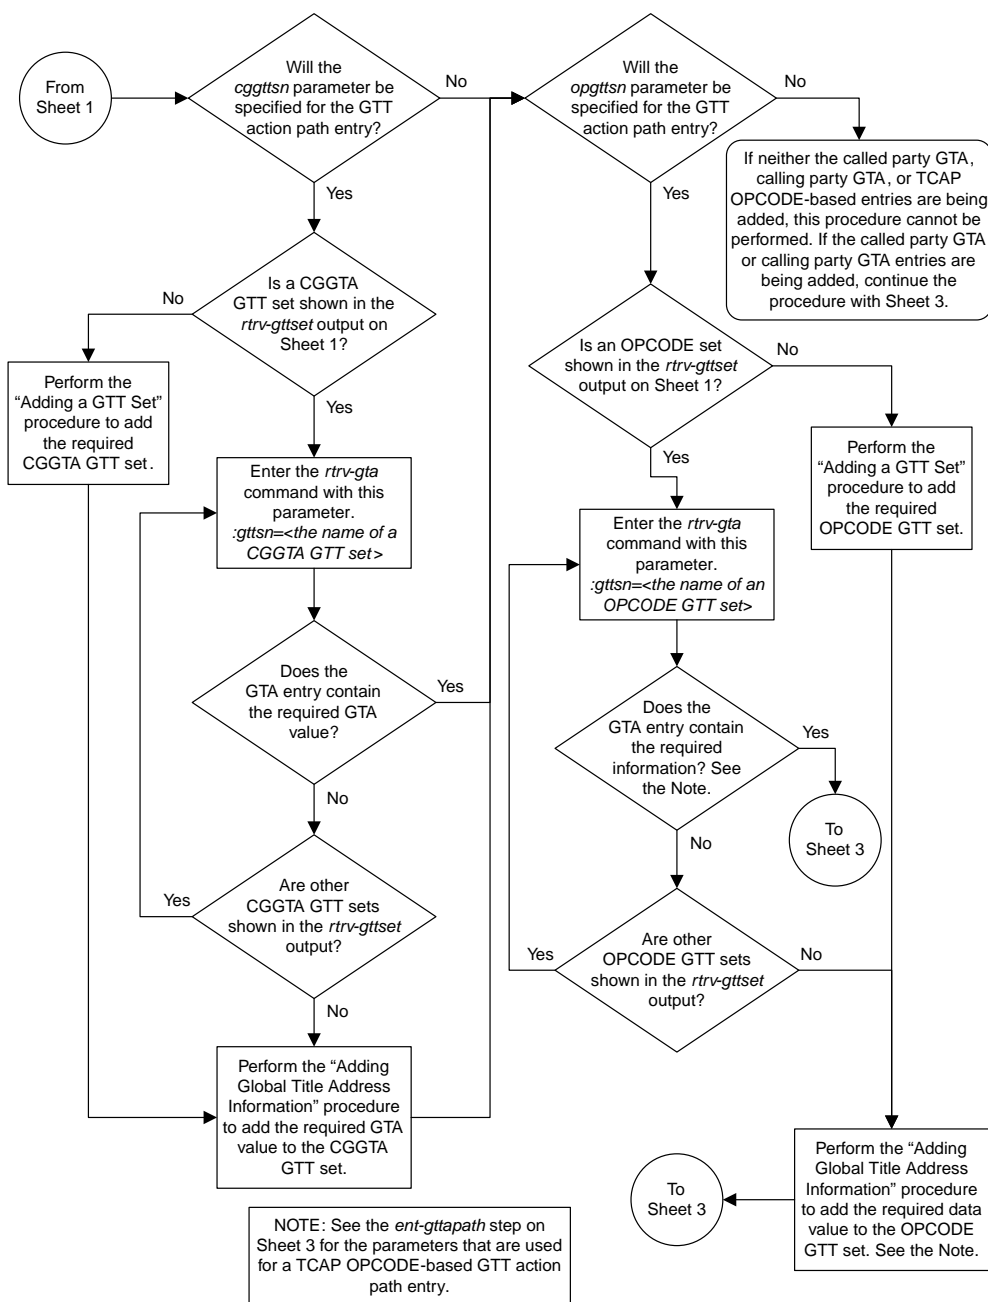 From
Sheet 1
Will the
cggttsn parameter be
specified for the GTT
action path entry?
No
Yes
Will the
opgttsn parameter be
specified for the GTT
action path entry?
No
Yes
If neither the called party GTA,
calling party GTA, or TCAP
OPCODE-based entries are being
added, this procedure cannot be
performed. If the called party GTA
or calling party GTA entries are
being added, continue the
procedure with Sheet 3.
Is a CGGTA
GTT set shown in the
rtrv-gttset output on
Sheet 1?
No
Yes
Perform the
“Adding a GTT Set”
procedure to add
the required
CGGTA GTT set.
Enter the rtrv-gta
command with this
parameter.
:gttsn=<the name of a
CGGTA GTT set>
Does the
GTA entry contain
the required GTA
value?
Yes
No
Are other
CGGTA GTT sets
shown in the rtrv-gttset
output?
Yes
No
Perform the “Adding
Global Title Address
Information” procedure
to add the required GTA
value to the CGGTA
GTT set.
Is an OPCODE set
shown in the rtrv-gttset
output on Sheet 1?
No
Yes
Perform the
“Adding a GTT Set”
procedure to add
the required
OPCODE GTT set.
Enter the rtrv-gta
command with this
parameter.
:gttsn=<the name of an
OPCODE GTT set>
Does the
GTA entry contain
the required
information? See
the Note.
Yes
No
To
Sheet 3
Are other
OPCODE GTT sets
shown in the rtrv-gttset
output?
Yes
No
Perform the “Adding
Global Title Address
Information” procedure
to add the required data
value to the OPCODE
GTT set. See the Note.
To
Sheet 3
NOTE: See the ent-gttapath step on
Sheet 3 for the parameters that are used
for a TCAP OPCODE-based GTT action
path entry.